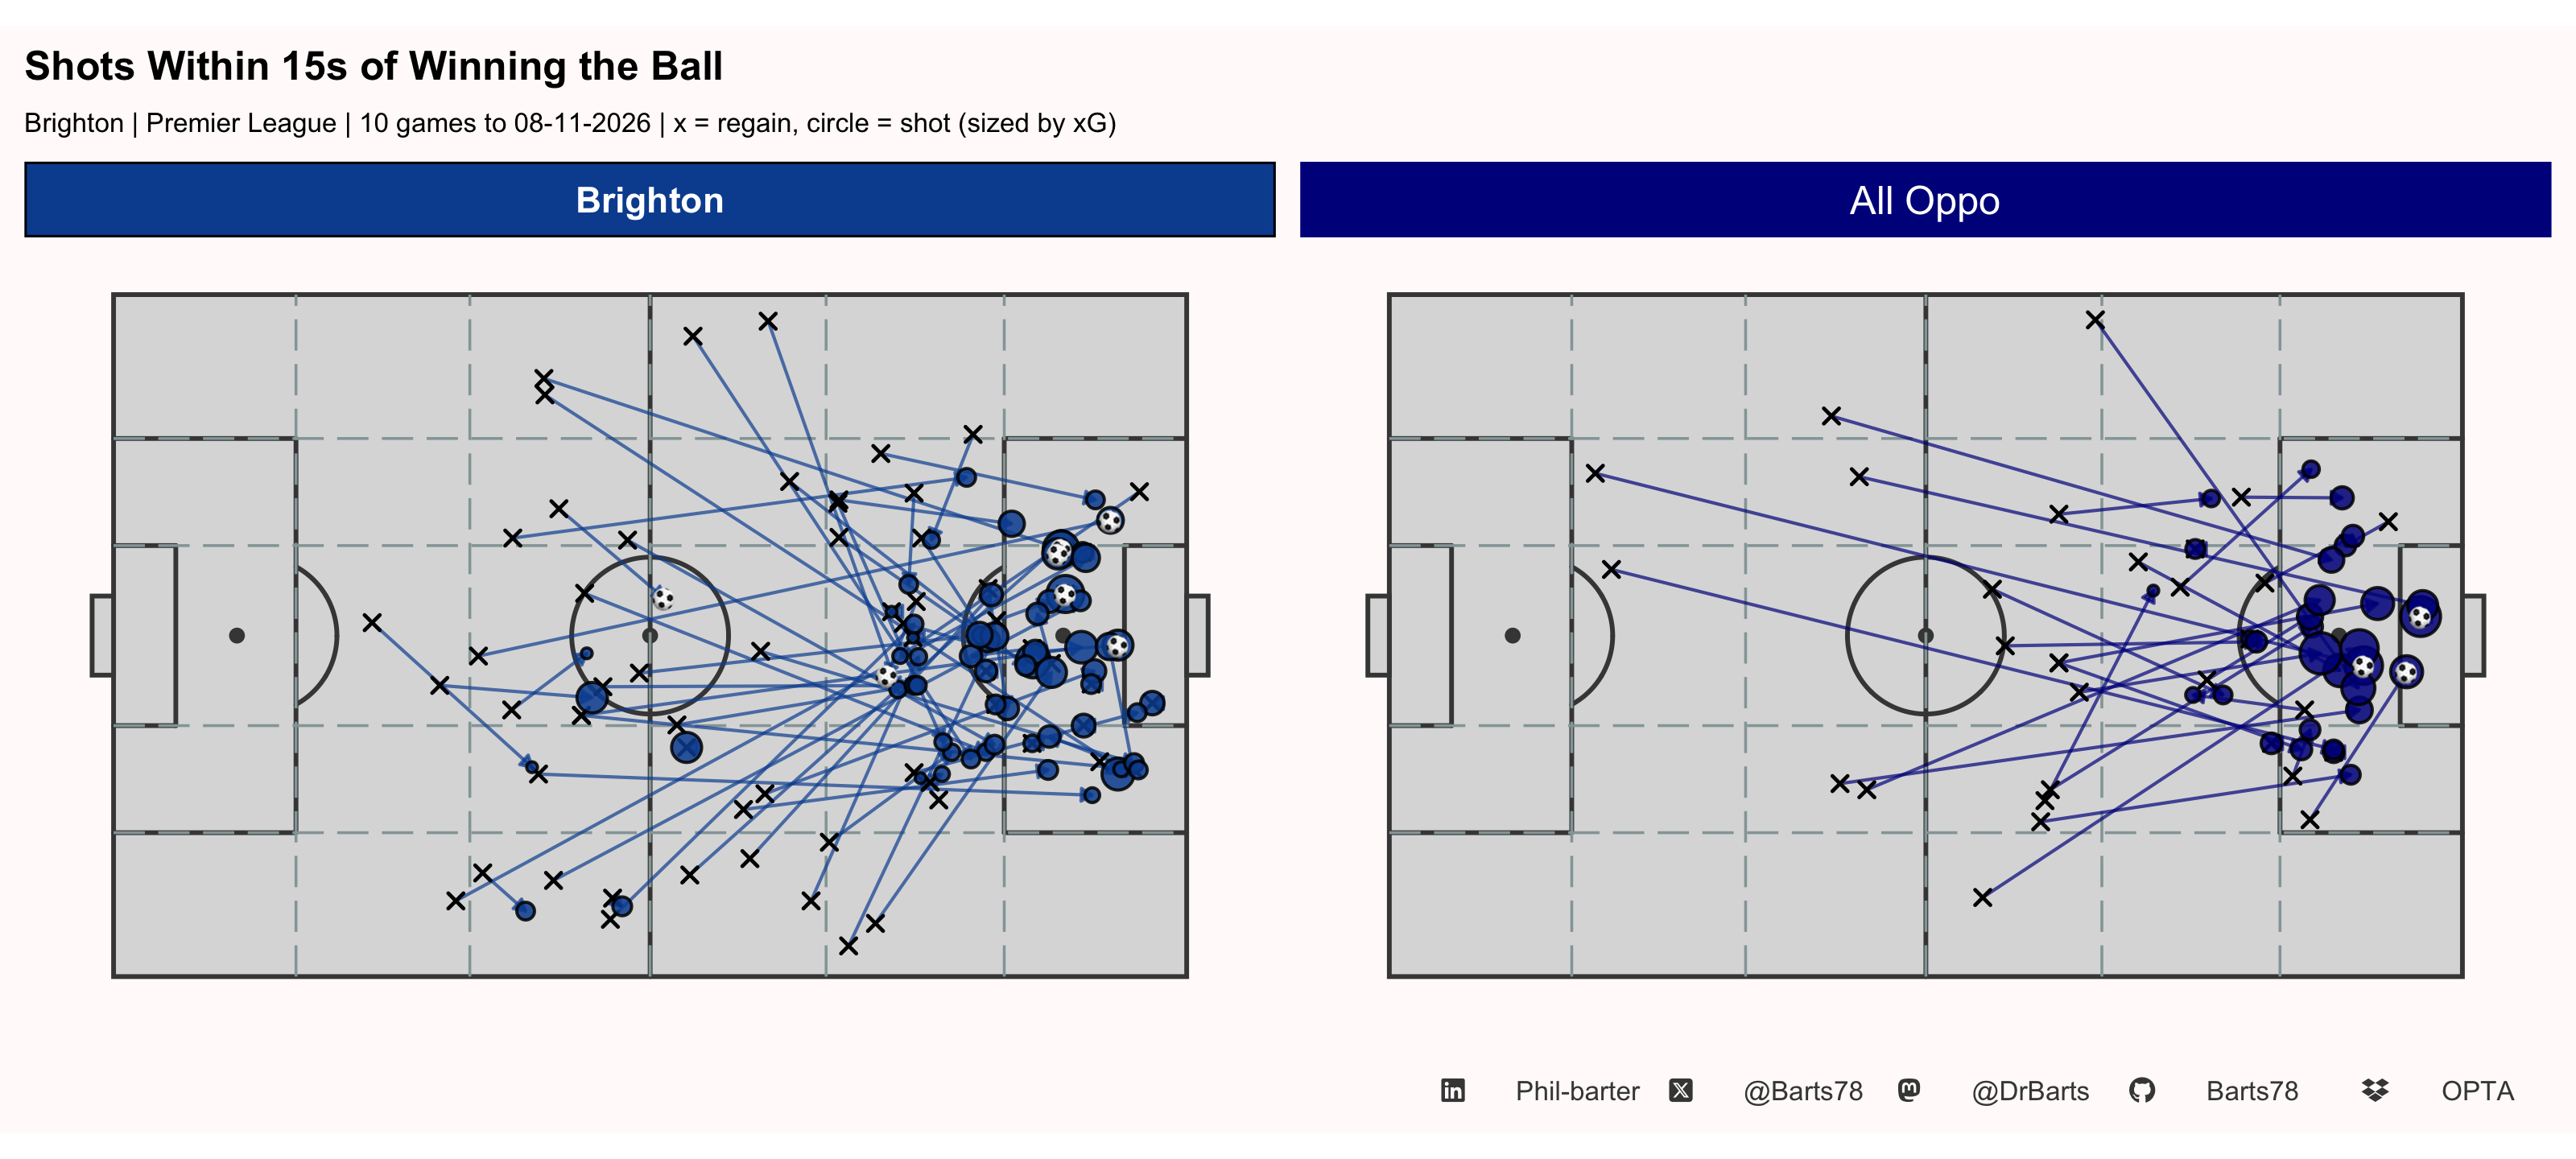 Shots Within 15s of Winning the Ball
Brighton | Premier League | 10 games to 08-11-2026 | x = regain, circle = shot (sized by xG)
Brighton
All Oppo
Phil-barter @Barts78 @DrBarts Barts78 OPTA